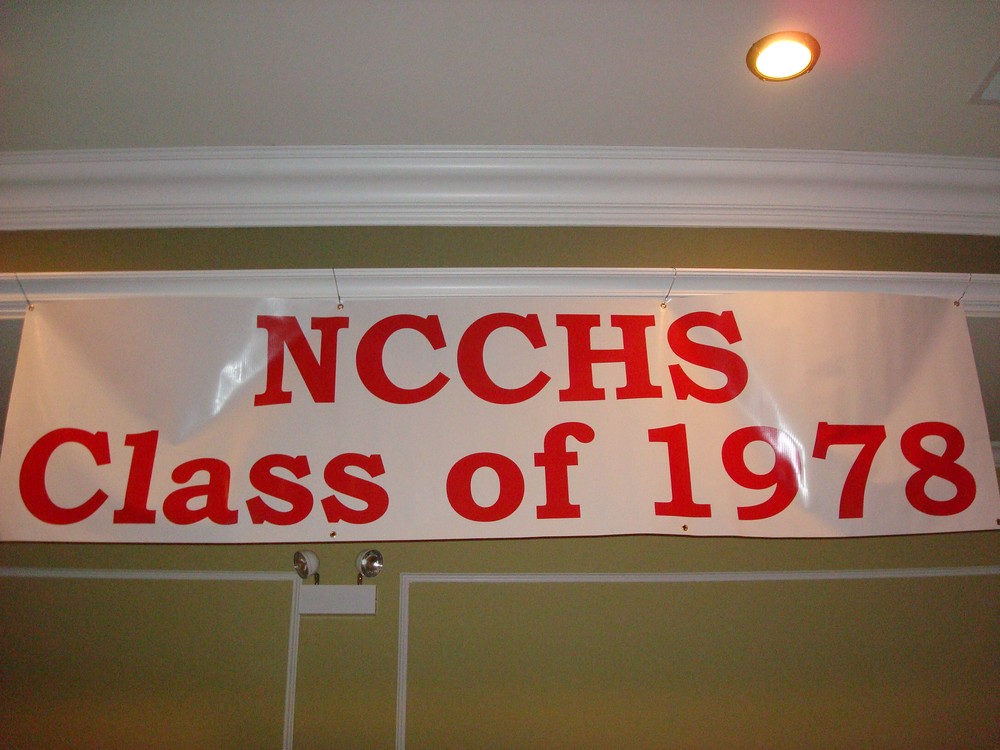 NCCHS
Class of 1978